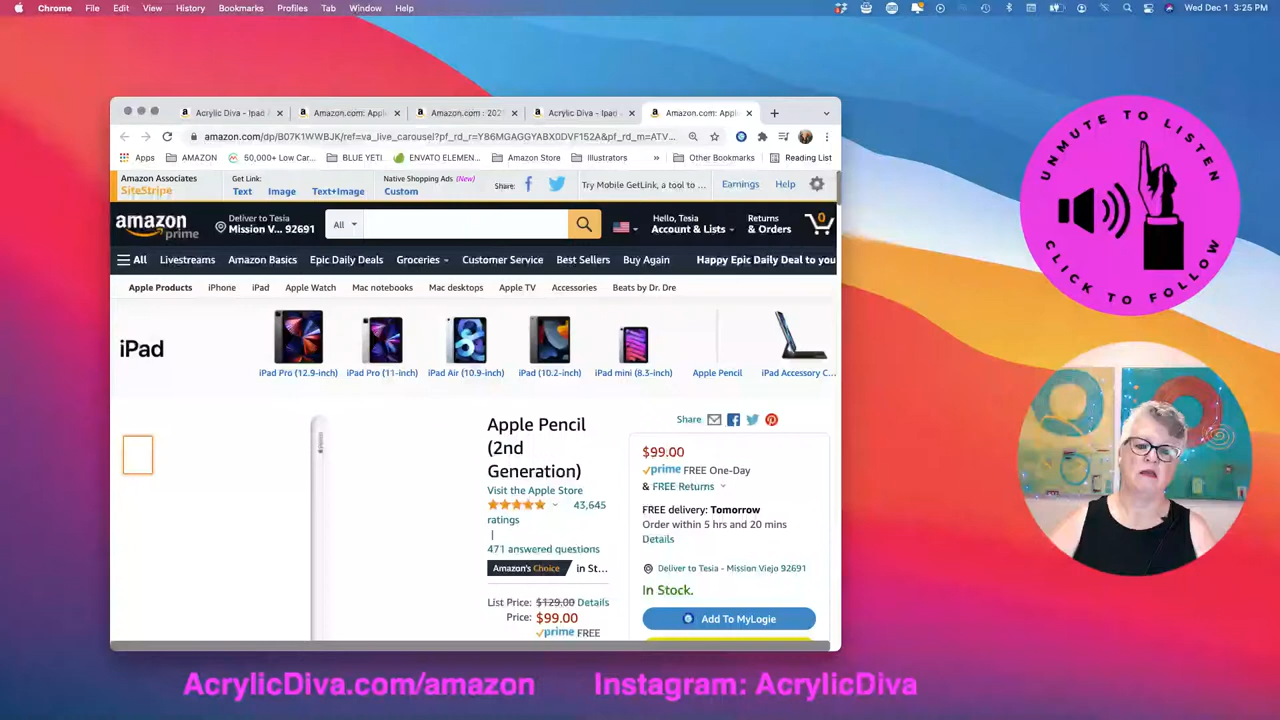 Chrome File Edit View History Bookmarks Profiles Tab Window Help Wed Dec 1 3:25 PM
Acrylic Diva - Ipad Amazon.com: Appl Amazon.com : 202 Acrylic Diva - Ipad Amazon.com: Appl
amazon.com/dp/B07K1WWBJK/ref=va_live_carousel?pf_rd_r=Y86MGAGGYABX0DVF152A&pf_rd_m=ATV...
Apps AMAZON 50,000+ Low Car... BLUE YETI ENVATO ELEMEN... Amazon Store Illustrators » Other Bookmarks Reading List
Amazon Associates
SiteStripe
Get Link:
Text Image Text+Image
Native Shopping Ads (New)
Custom
Share:
Try Mobile GetLink, a tool to ...
Earnings Help
amazon
prime
Deliver to Tesia
Mission V... 92691
All
Hello, Tesia
Account & Lists
Returns
& Orders
0
All Livestreams Amazon Basics Epic Daily Deals Groceries Customer Service Best Sellers Buy Again Happy Epic Daily Deal to you
Apple Products iPhone iPad Apple Watch Mac notebooks Mac desktops Apple TV Accessories Beats by Dr. Dre
iPad
iPad Pro (12.9-inch) iPad Pro (11-inch) iPad Air (10.9-inch) iPad (10.2-inch) iPad mini (8.3-inch) Apple Pencil iPad Accessory C...
Apple Pencil
(2nd
Generation)
Visit the Apple Store
43,645
ratings
|
471 answered questions
Amazon's Choice in St...
List Price: $129.00 Details
Price: $99.00
prime FREE
Share
$99.00
prime FREE One-Day
& FREE Returns
FREE delivery: Tomorrow
Order within 5 hrs and 20 mins
Details
Deliver to Tesia - Mission Viejo 92691
In Stock.
Add To MyLogie
UNMUTE TO LISTEN
CLICK TO FOLLOW
AcrylicDiva.com/amazon Instagram: AcrylicDiva